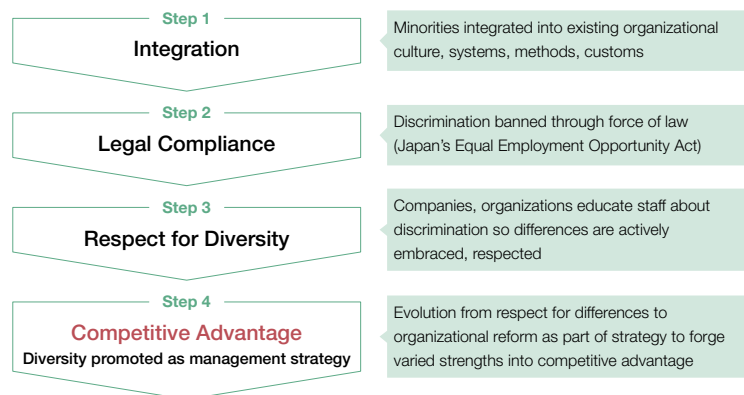 Step 1
Integration
Minorities integrated into existing organizational
culture, systems, methods, customs
Step 2
Legal Compliance
Discrimination banned through force of law
(Japan’s Equal Employment Opportunity Act)
Step 3
Respect for Diversity
Companies, organizations educate staff about
discrimination so differences are actively
embraced, respected
Step 4
Competitive Advantage
Diversity promoted as management strategy
Evolution from respect for differences to
organizational reform as part of strategy to forge
varied strengths into competitive advantage